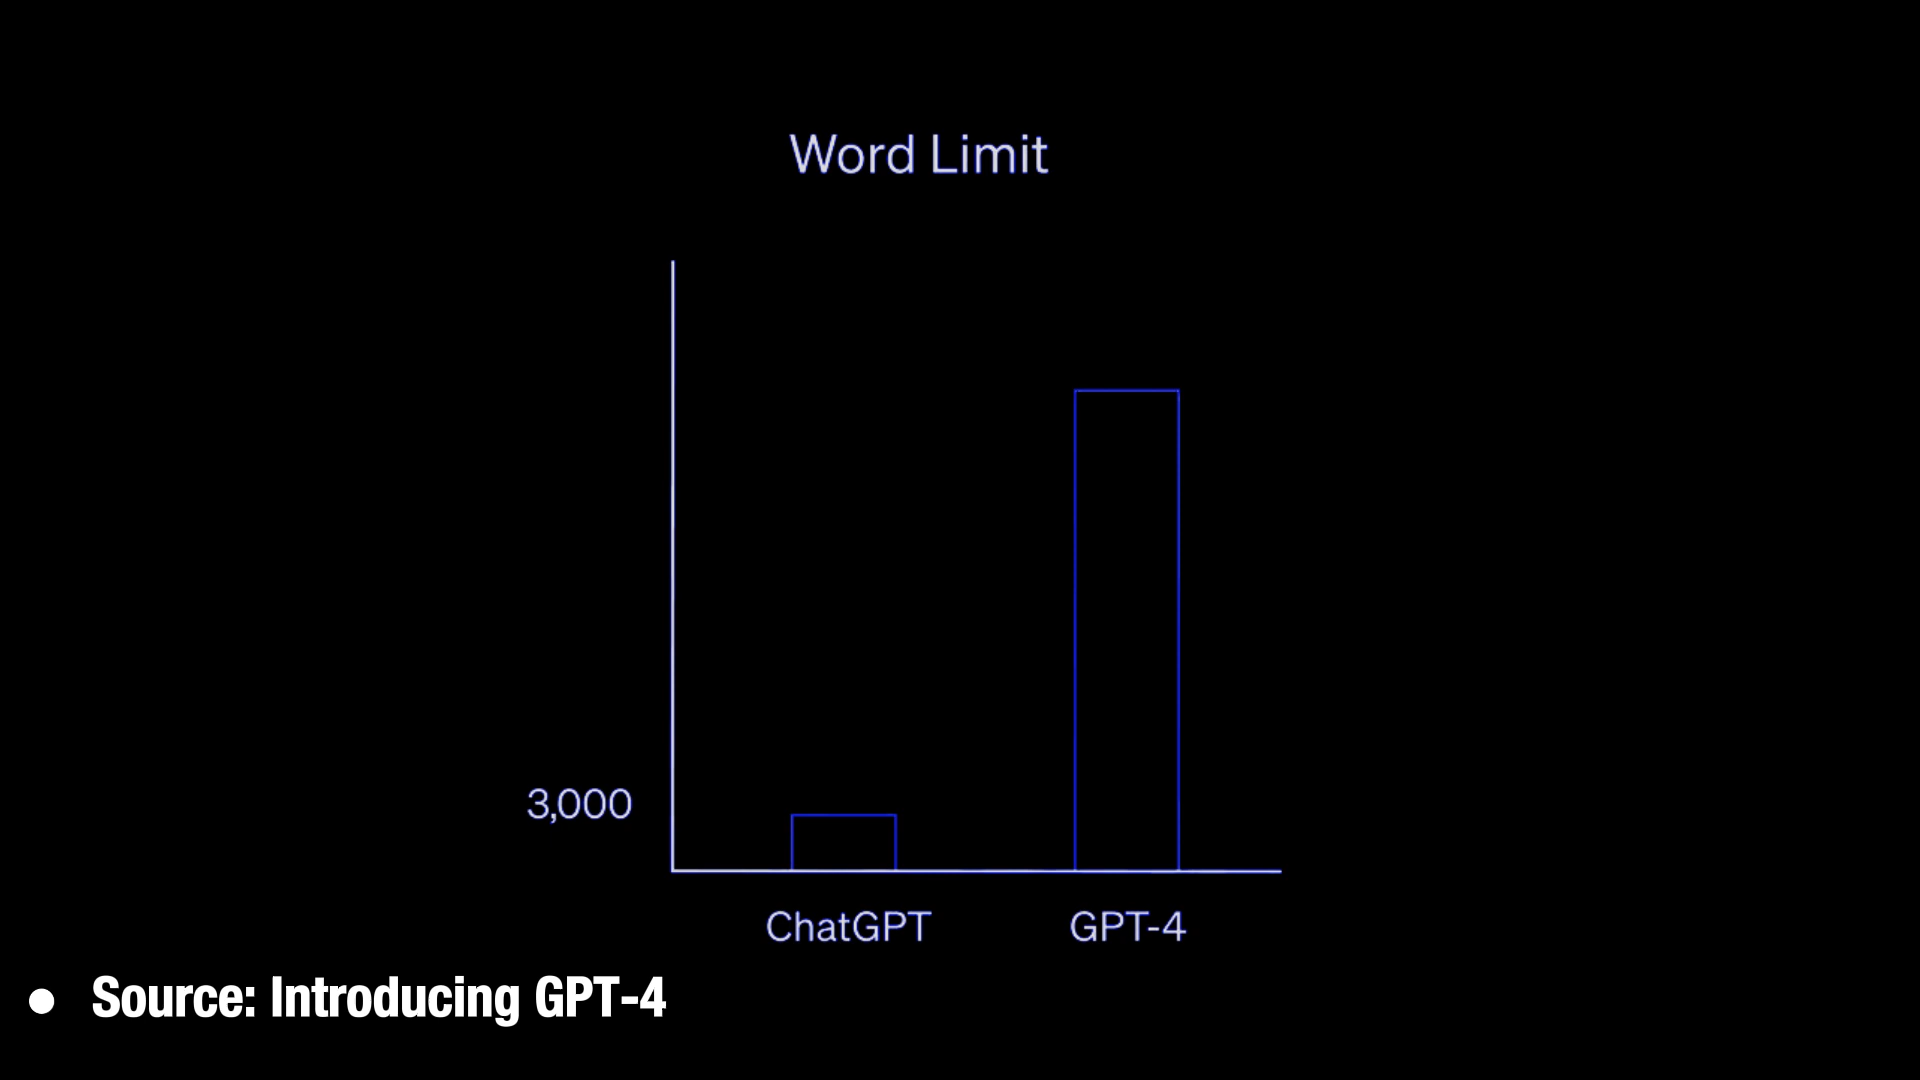 Word Limit
3,000
ChatGPT
GPT-4
● Source: Introducing GPT-4